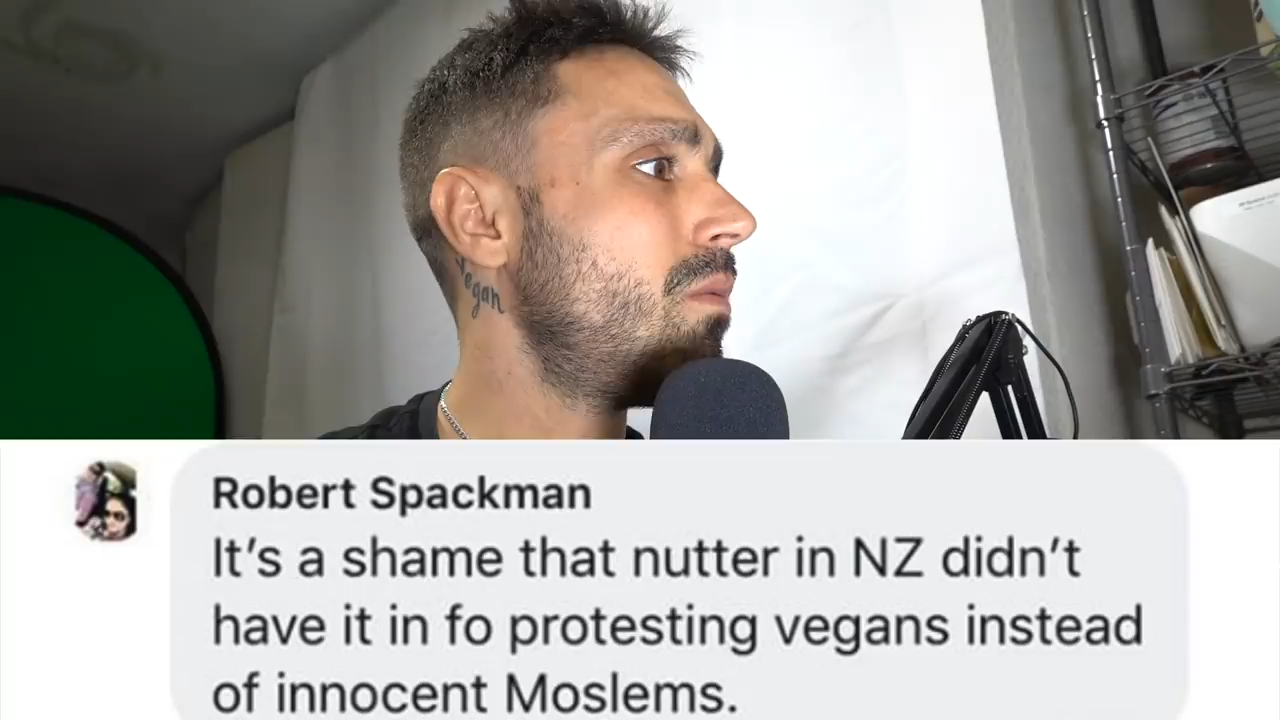 Vegan
Robert Spackman
It's a shame that nutter in NZ didn't
have it in fo protesting vegans instead
of innocent Moslems.